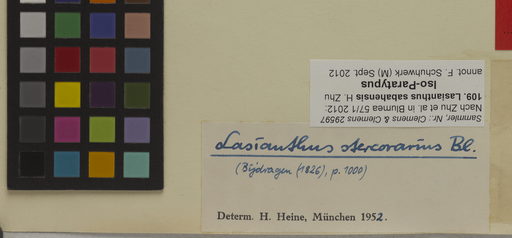 Sammler, Nr.: Clemens & Clemens 29597
Nach Zhu et al. in Blumea 57/1: 2012:
109. Lasianthus sabahensis H. Zhu
Iso-Paratypus
annot. F. Schuhwerk (M) Sept. 2012
Lasianthus stercorarius Bl.
(Bijdragen (1826), p. 1000)
Determ. H. Heine, München 1952.